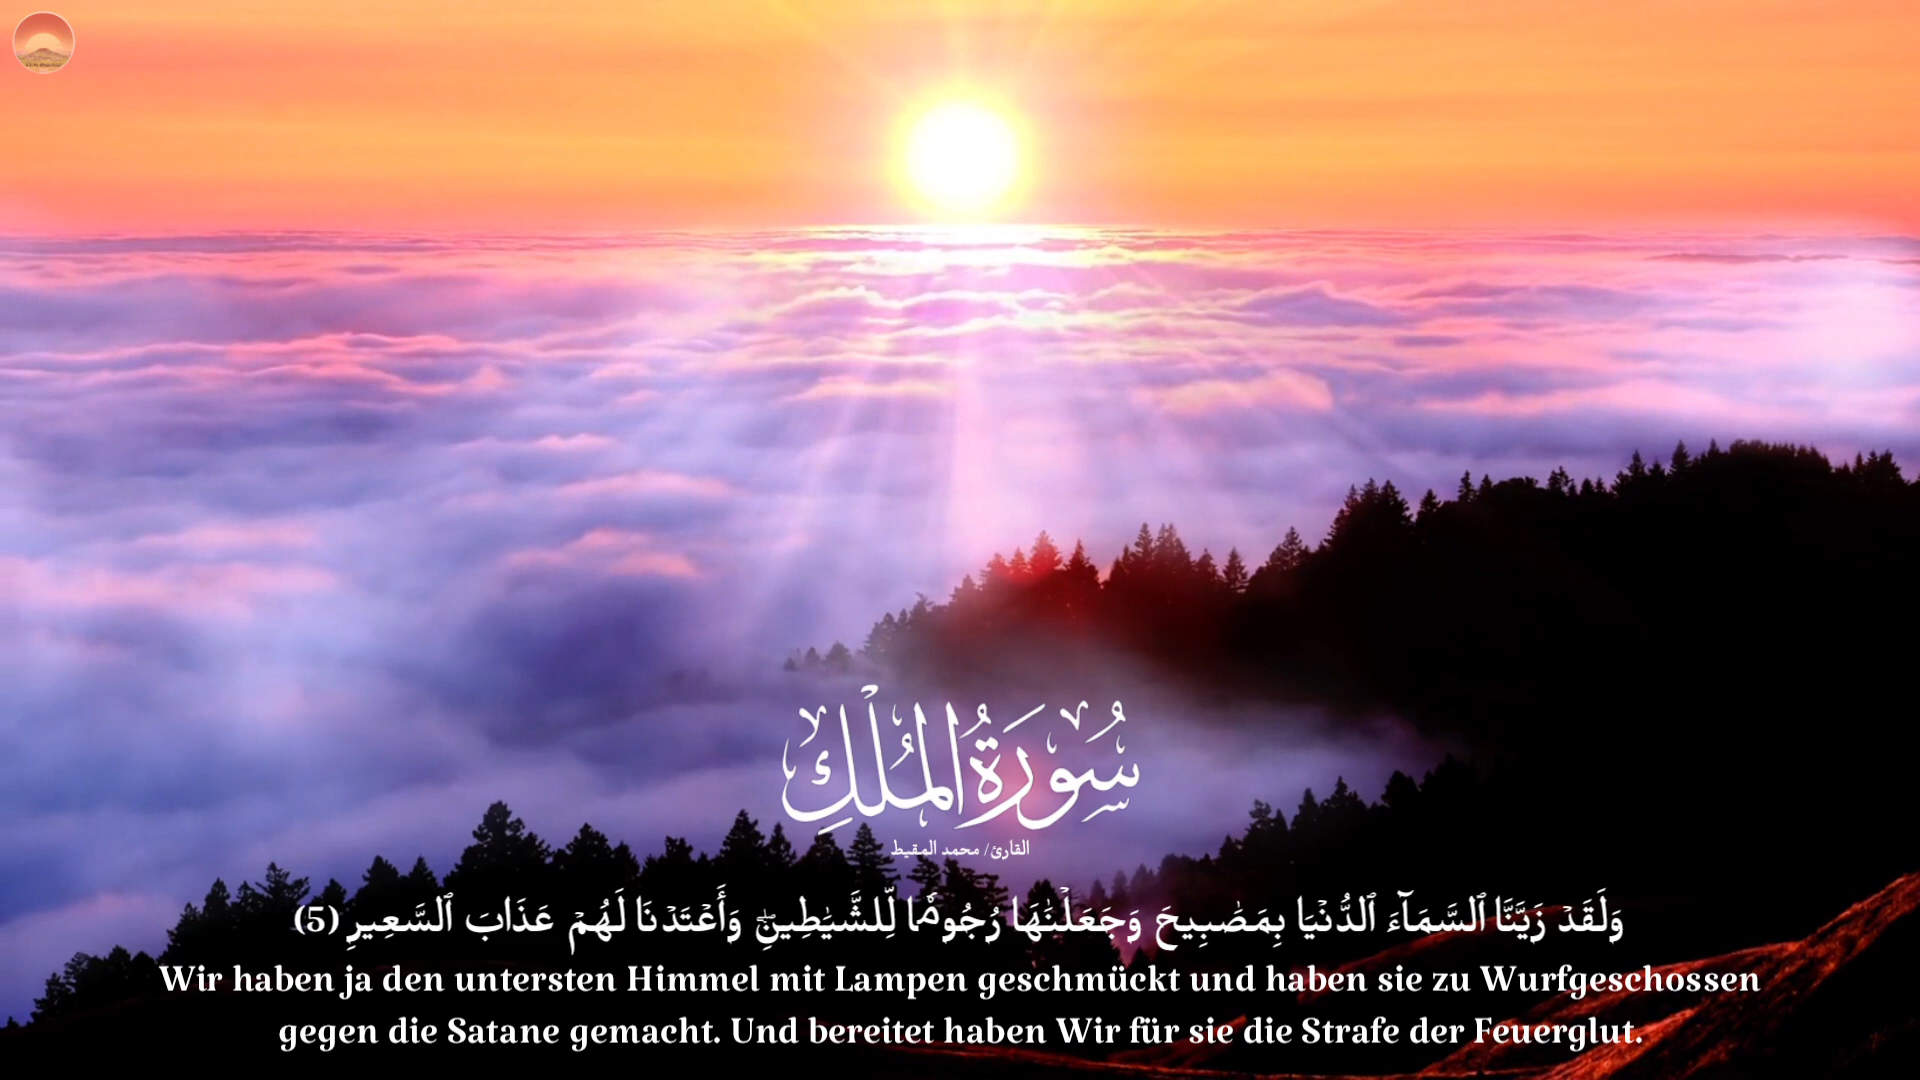 سُورَةُ المُلْكِ
القارئ/ محمد المقيط
وَلَقَدْ زَيَّنَّا ٱلسَّمَآءَ ٱلدُّنْيَا بِمَصَٰبِيحَ وَجَعَلْنَٰهَا رُجُومًا لِّلشَّيَٰطِينِۖ وَأَعْتَدْنَا لَهُمْ عَذَابَ ٱلسَّعِيرِ (5)
Wir haben ja den untersten Himmel mit Lampen geschmückt und haben sie zu Wurfgeschossen
gegen die Satane gemacht. Und bereitet haben Wir für sie die Strafe der Feuerglut.